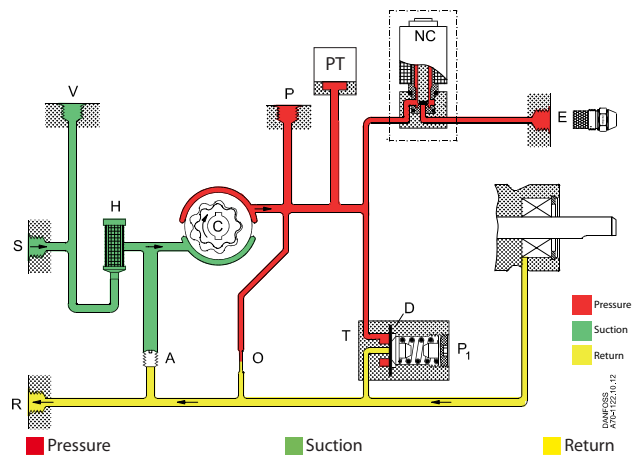 NC
PT
V
P
E
H
C
S
D
T
P1
A
O
R
Pressure
Suction
Return
DANFOSS
A70-1122.10.12
Pressure
Suction
Return